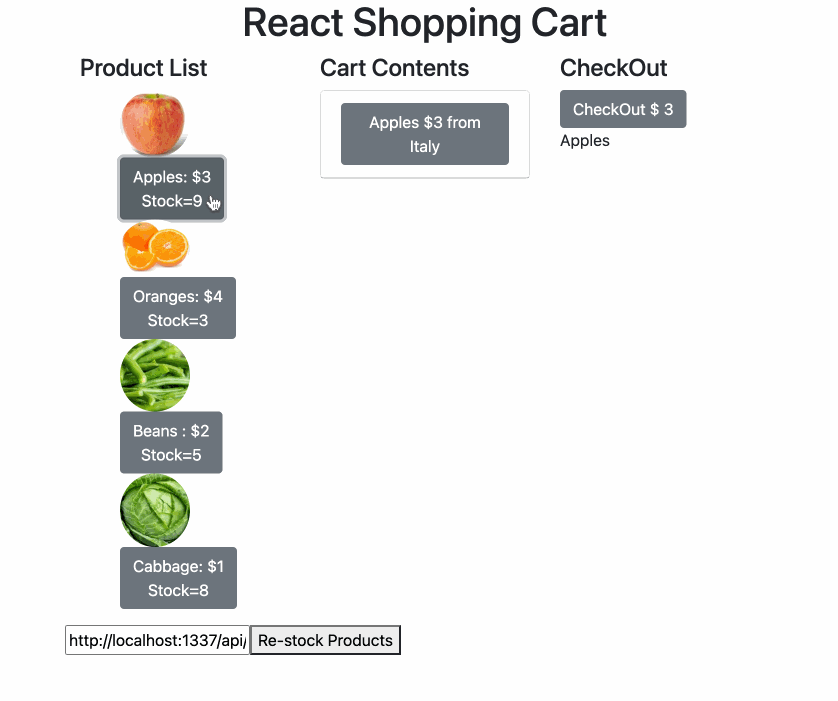 React Shopping Cart
Product List
Apples: $3
Stock=9
Oranges: $4
Stock=3
Beans : $2
Stock=5
Cabbage: $1
Stock=8
http://localhost:1337/api/
Re-stock Products
Cart Contents
Apples $3 from
Italy
CheckOut
CheckOut $ 3
Apples